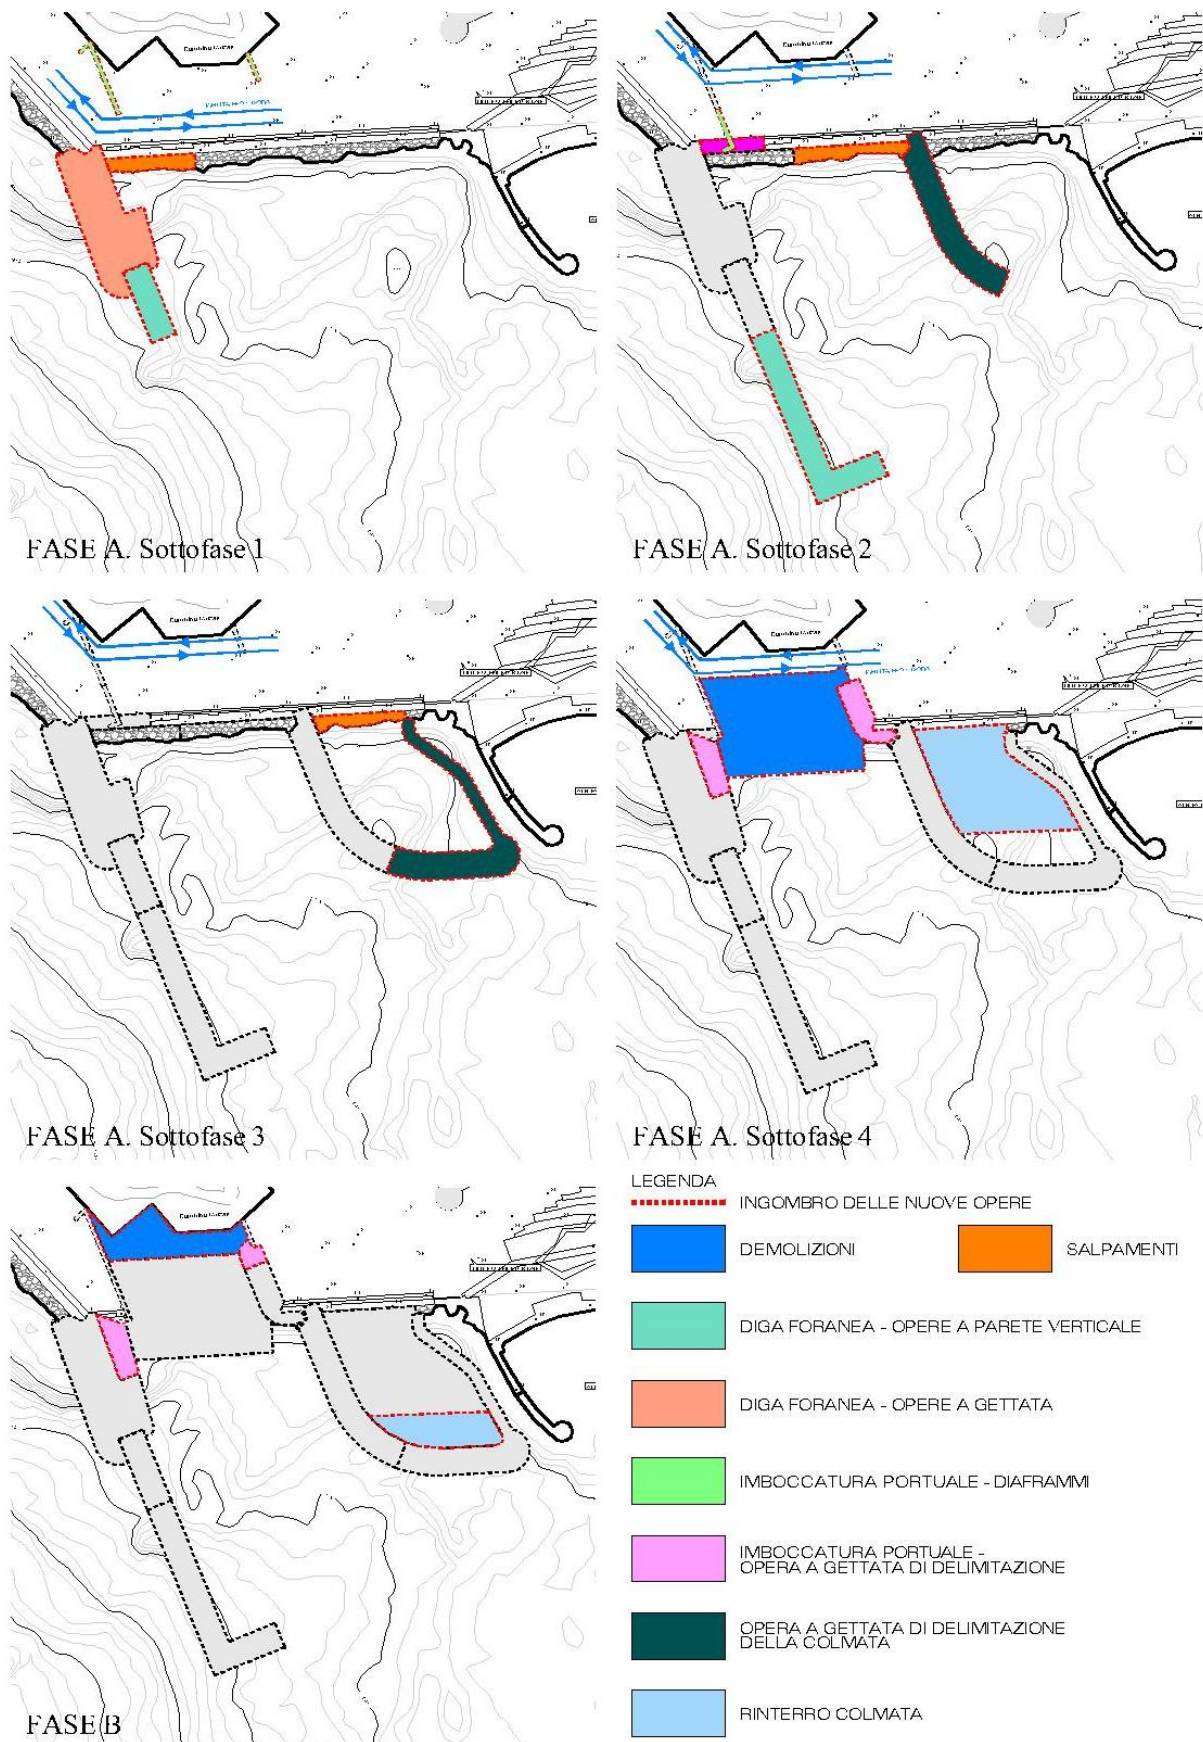 FASE A. Sottofase 1
FASE A. Sottofase 2
FASE A. Sottofase 3
FASE A. Sottofase 4
FASE B
LEGENDA
INGOMBRO DELLE NUOVE OPERE
DEMOLIZIONI
SALPAMENTI
DIGA FORANEA - OPERE A PARETE VERTICALE
DIGA FORANEA - OPERE A GETTATA
IMBOCCATURA PORTUALE - DIAFRAMMI
IMBOCCATURA PORTUALE -
OPERA A GETTATA DI DELIMITAZIONE
OPERA A GETTATA DI DELIMITAZIONE
DELLA COLMATA
RINTERRO COLMATA